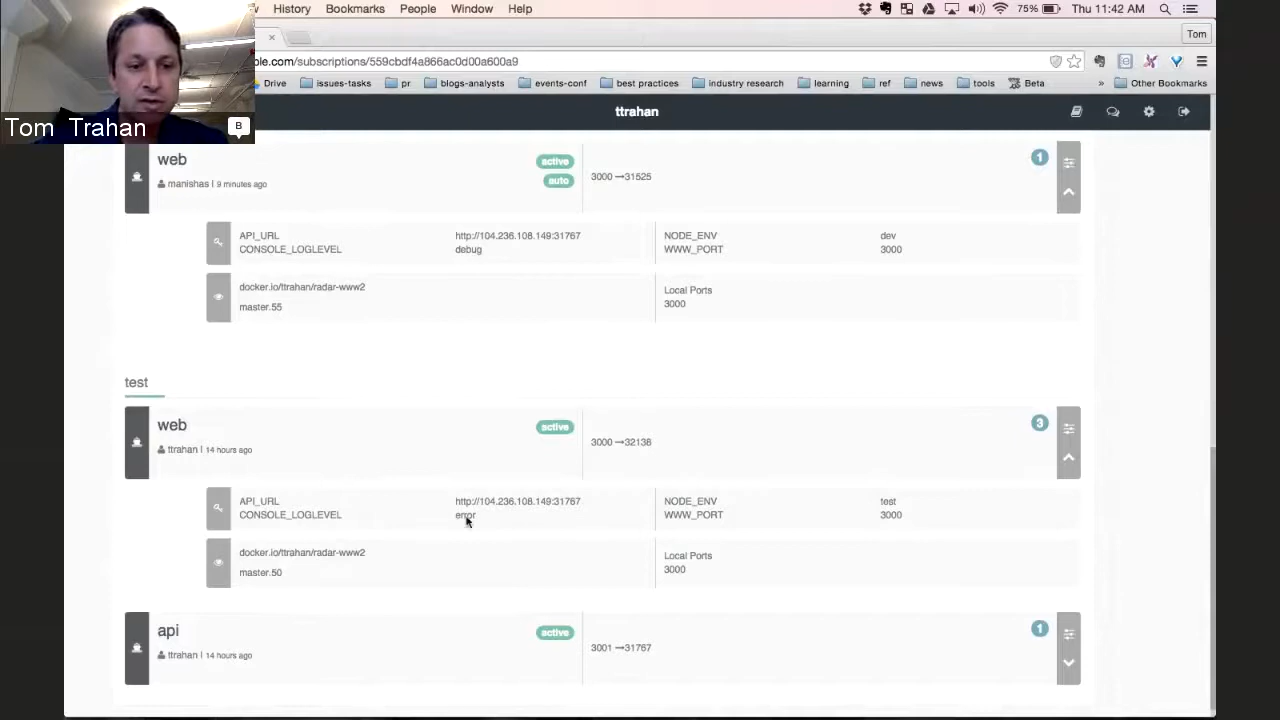 History Bookmarks People Window Help 75% Thu 11:42 AM
Tom
ple.com/subscriptions/559cbdf4a866ac0d00a600a9
Drive issues-tasks pr blogs-analysts events-conf best practices industry research learning ref news tools Beta » Other Bookmarks
Tom Trahan B
ttrahan
web active 1
3000 →31525
manishas | 9 minutes ago auto
API_URL http://104.236.108.149:31767 NODE_ENV dev
CONSOLE_LOGLEVEL debug WWW_PORT 3000
docker.io/ttrahan/radar-www2 Local Ports
master.55 3000
test
web active 3
3000 →32136
ttrahan | 14 hours ago
API_URL http://104.236.108.149:31767 NODE_ENV test
CONSOLE_LOGLEVEL error WWW_PORT 3000
docker.io/ttrahan/radar-www2 Local Ports
master.50 3000
api active 1
3001 →31767
ttrahan | 14 hours ago